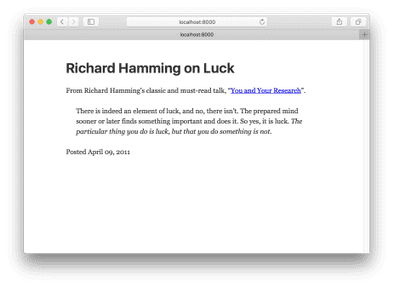 localhost:8000
localhost:8000
Richard Hamming on Luck
From Richard Hamming's classic and must-read talk, “You and Your Research”.
There is indeed an element of luck, and no, there isn't. The prepared mind
sooner or later finds something important and does it. So yes, it is luck. The
particular thing you do is luck, but that you do something is not.
Posted April 09, 2011